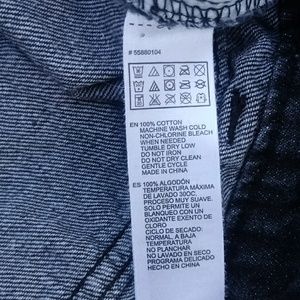 # 55880104
EN 100% COTTON
MACHINE WASH COLD
NON-CHLORINE BLEACH
WHEN NEEDED
TUMBLE DRY LOW
DO NOT IRON
DO NOT DRY CLEAN
GENTLE CYCLE
MADE IN CHINA
ES 100% ALGODÓN
TEMPERATURA MÁXIMA
DE LAVADO 30OC.
PROCESO MUY SUAVE.
SOLO PERMITE UN
BLANQUEO CON UN
OXIDANTE EXENTO DE
CLORO
CICLO DE SECADO
NORMAL, A BAJA
TEMPERATURA
NO PLANCHAR
NO LAVADO EN SECO
PROGRAMA DELICADO
HECHO EN CHINA